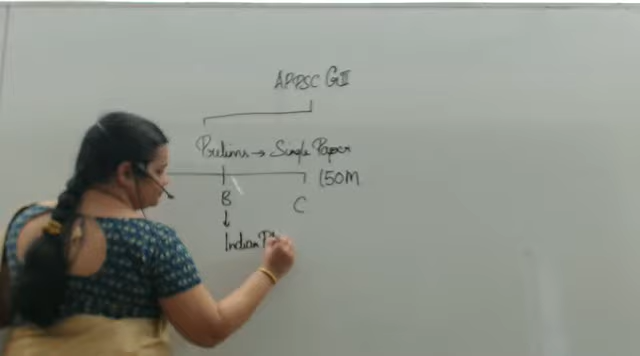 APPSC GII
Prelims → Single Paper
150M
B
C
↓
Indian